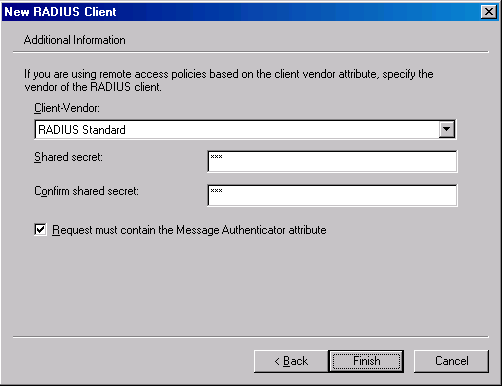 New RADIUS Client
Additional Information
If you are using remote access policies based on the client vendor attribute, specify the
vendor of the RADIUS client.
Client-Vendor:
RADIUS Standard
Shared secret:
***
Confirm shared secret:
***
Request must contain the Message Authenticator attribute
< Back
Finish
Cancel